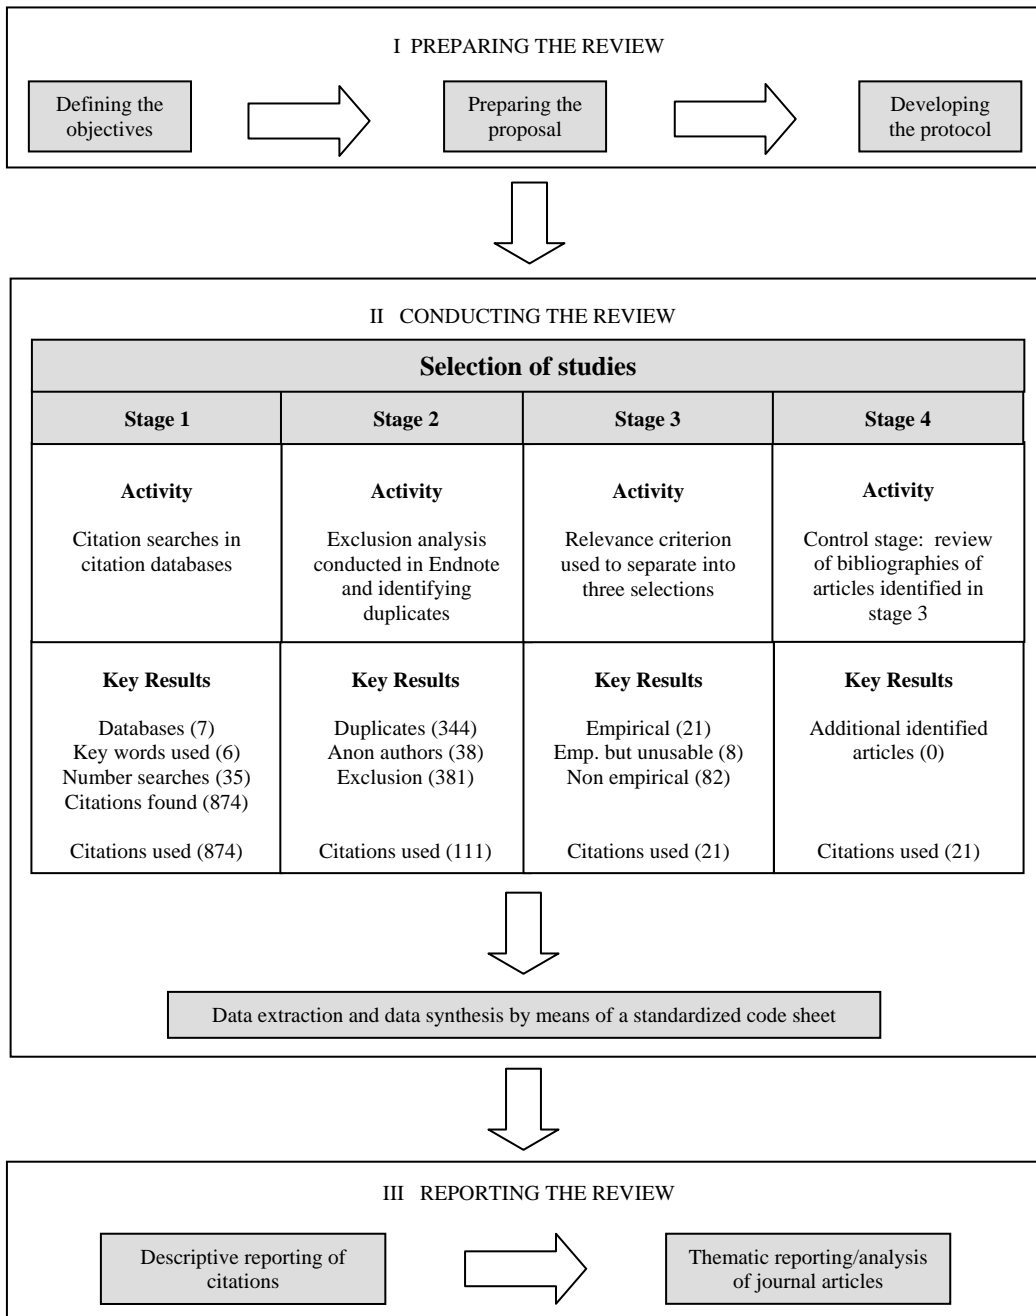 I PREPARING THE REVIEW
Defining the
objectives
Preparing the
proposal
Developing
the protocol
II CONDUCTING THE REVIEW
Selection of studies
Stage 1
Stage 2
Stage 3
Stage 4
Activity
Citation searches in
citation databases
Activity
Exclusion analysis
conducted in Endnote
and identifying
duplicates
Activity
Relevance criterion
used to separate into
three selections
Activity
Control stage: review
of bibliographies of
articles identified in
stage 3
Key Results
Databases (7)
Key words used (6)
Number searches (35)
Citations found (874)
Citations used (874)
Key Results
Duplicates (344)
Anon authors (38)
Exclusion (381)
Citations used (111)
Key Results
Empirical (21)
Emp. but unusable (8)
Non empirical (82)
Citations used (21)
Key Results
Additional identified
articles (0)
Citations used (21)
Data extraction and data synthesis by means of a standardized code sheet
III REPORTING THE REVIEW
Descriptive reporting of
citations
Thematic reporting/analysis
of journal articles